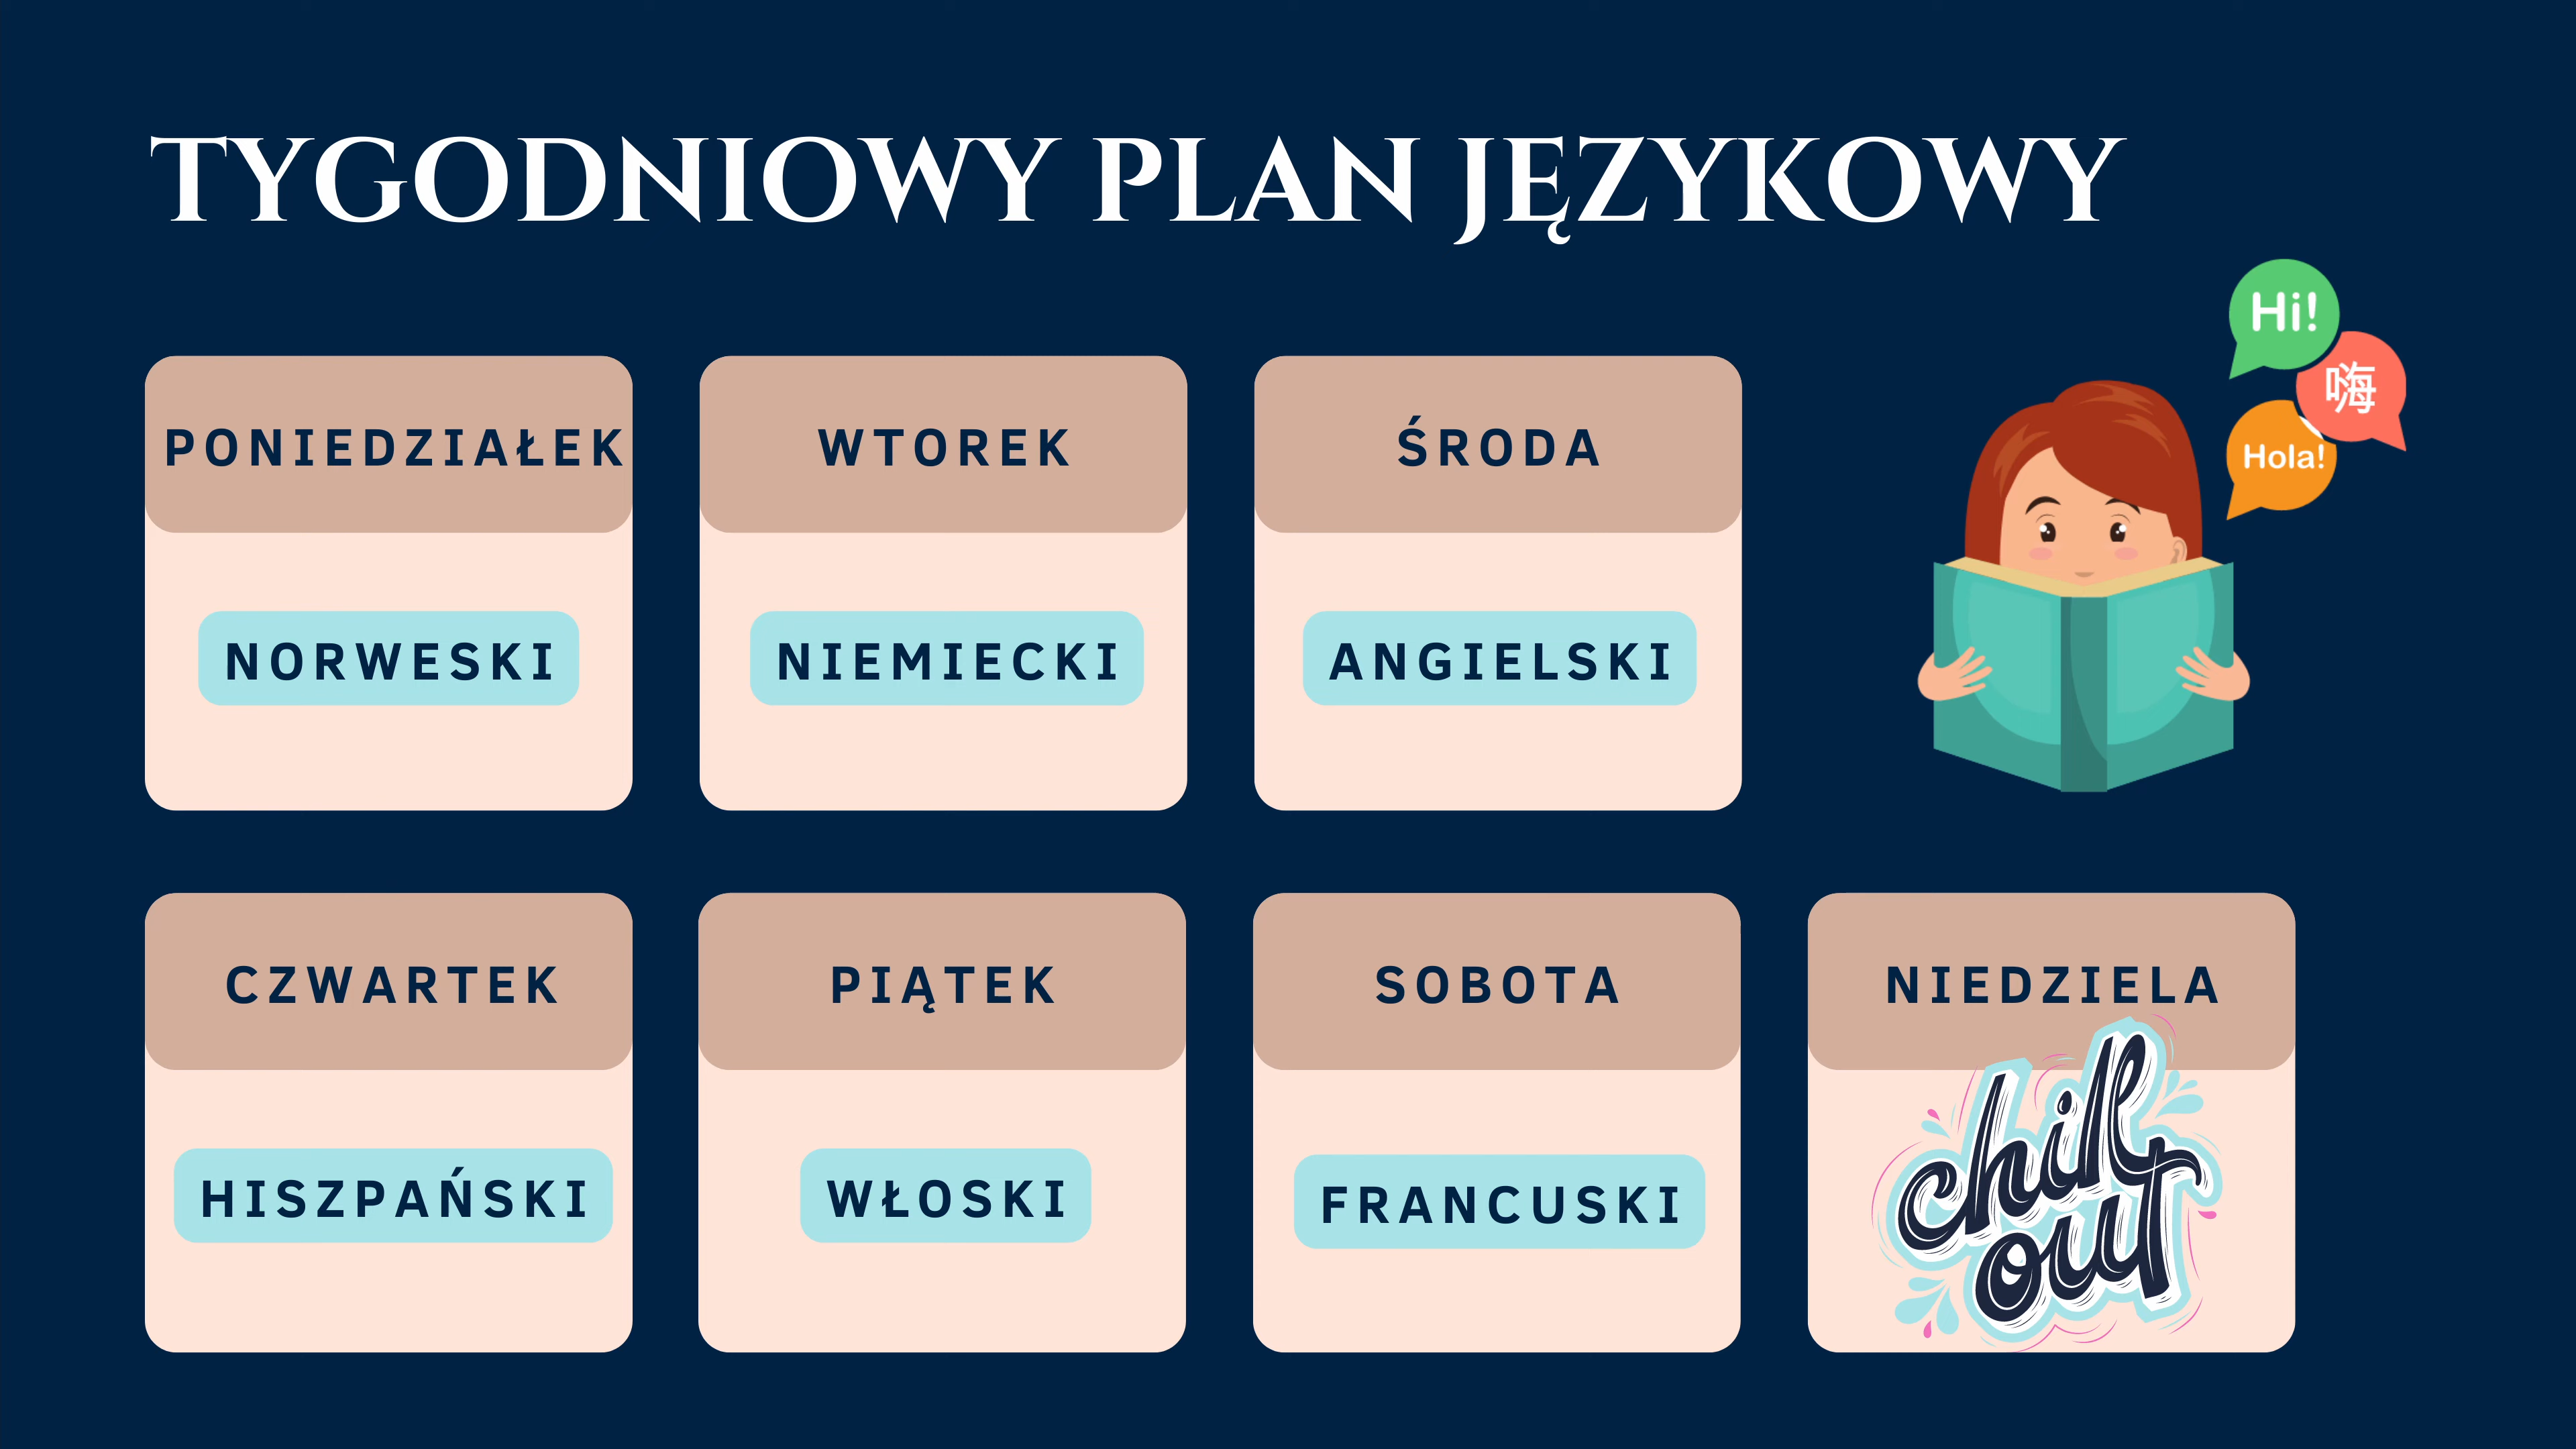 TYGODNIOWY PLAN JĘZYKOWY
Hi!
嗨
Hola!
PONIEDZIAŁEK
NORWESKI
WTOREK
NIEMIECKI
ŚRODA
ANGIELSKI
CZWARTEK
HISZPAŃSKI
PIĄTEK
WŁOSKI
SOBOTA
FRANCUSKI
NIEDZIELA
chill
out